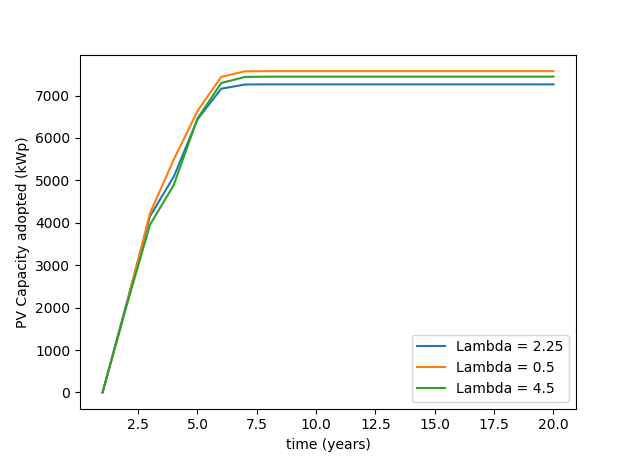 PV Capacity adopted (kWp)
7000
6000
5000
4000
3000
2000
1000
0
Lambda = 2.25
Lambda = 0.5
Lambda = 4.5
2.5 5.0 7.5 10.0 12.5 15.0 17.5 20.0
time (years)